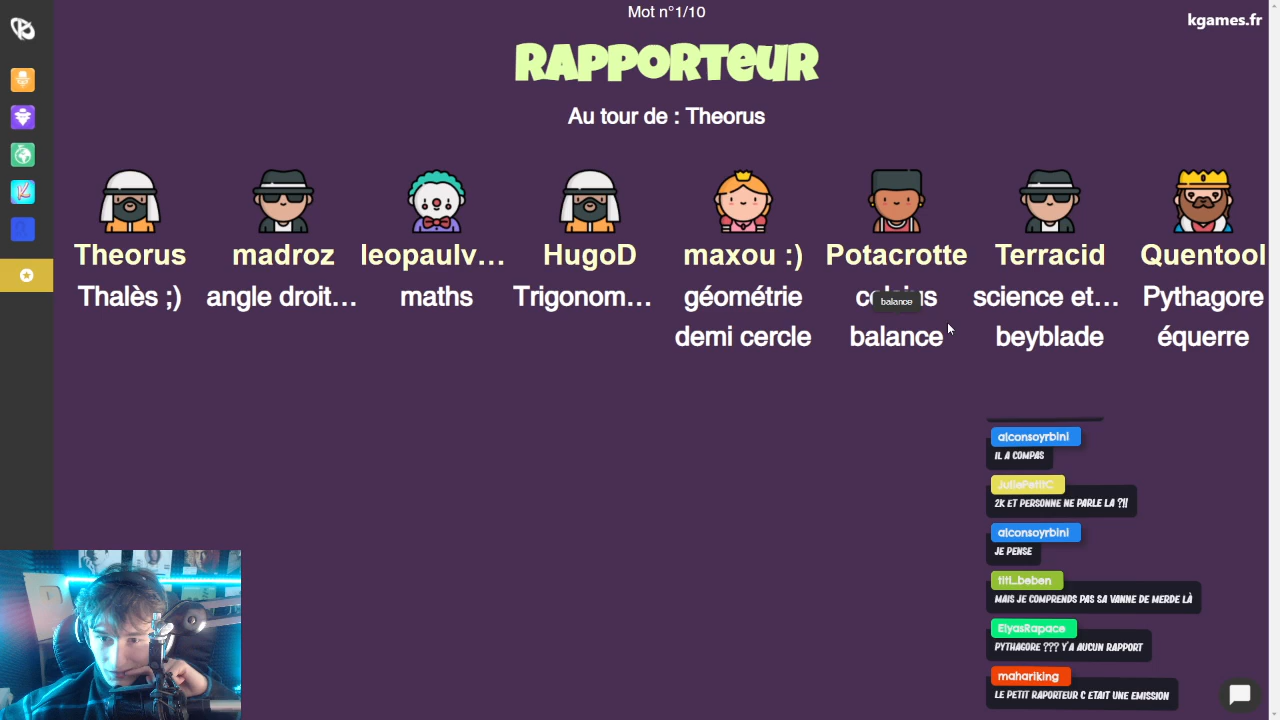 Mot n°1/10
kgames.fr
RAPPORTEUR
Au tour de : Theorus
Theorus
madroz
leopaulv...
HugoD
maxou :)
Potacrotte
Terracid
Quentool
Thalès ;)
angle droit...
maths
Trigonom...
géométrie
science et...
Pythagore
balance
demi cercle
balance
beyblade
équerre
alconsoyrbini
IL A COMPAS
JuliePetitC
2K ET PERSONNE NE PARLE LA ?!!
alconsoyrbini
JE PENSE
titi_beben
MAIS JE COMPRENDS PAS SA VANNE DE MERDE LÀ
ElyasRapace
PYTHAGORE ??? Y'A AUCUN RAPPORT
mahariking
LE PETIT RAPORTEUR C ETAIT UNE EMISSION